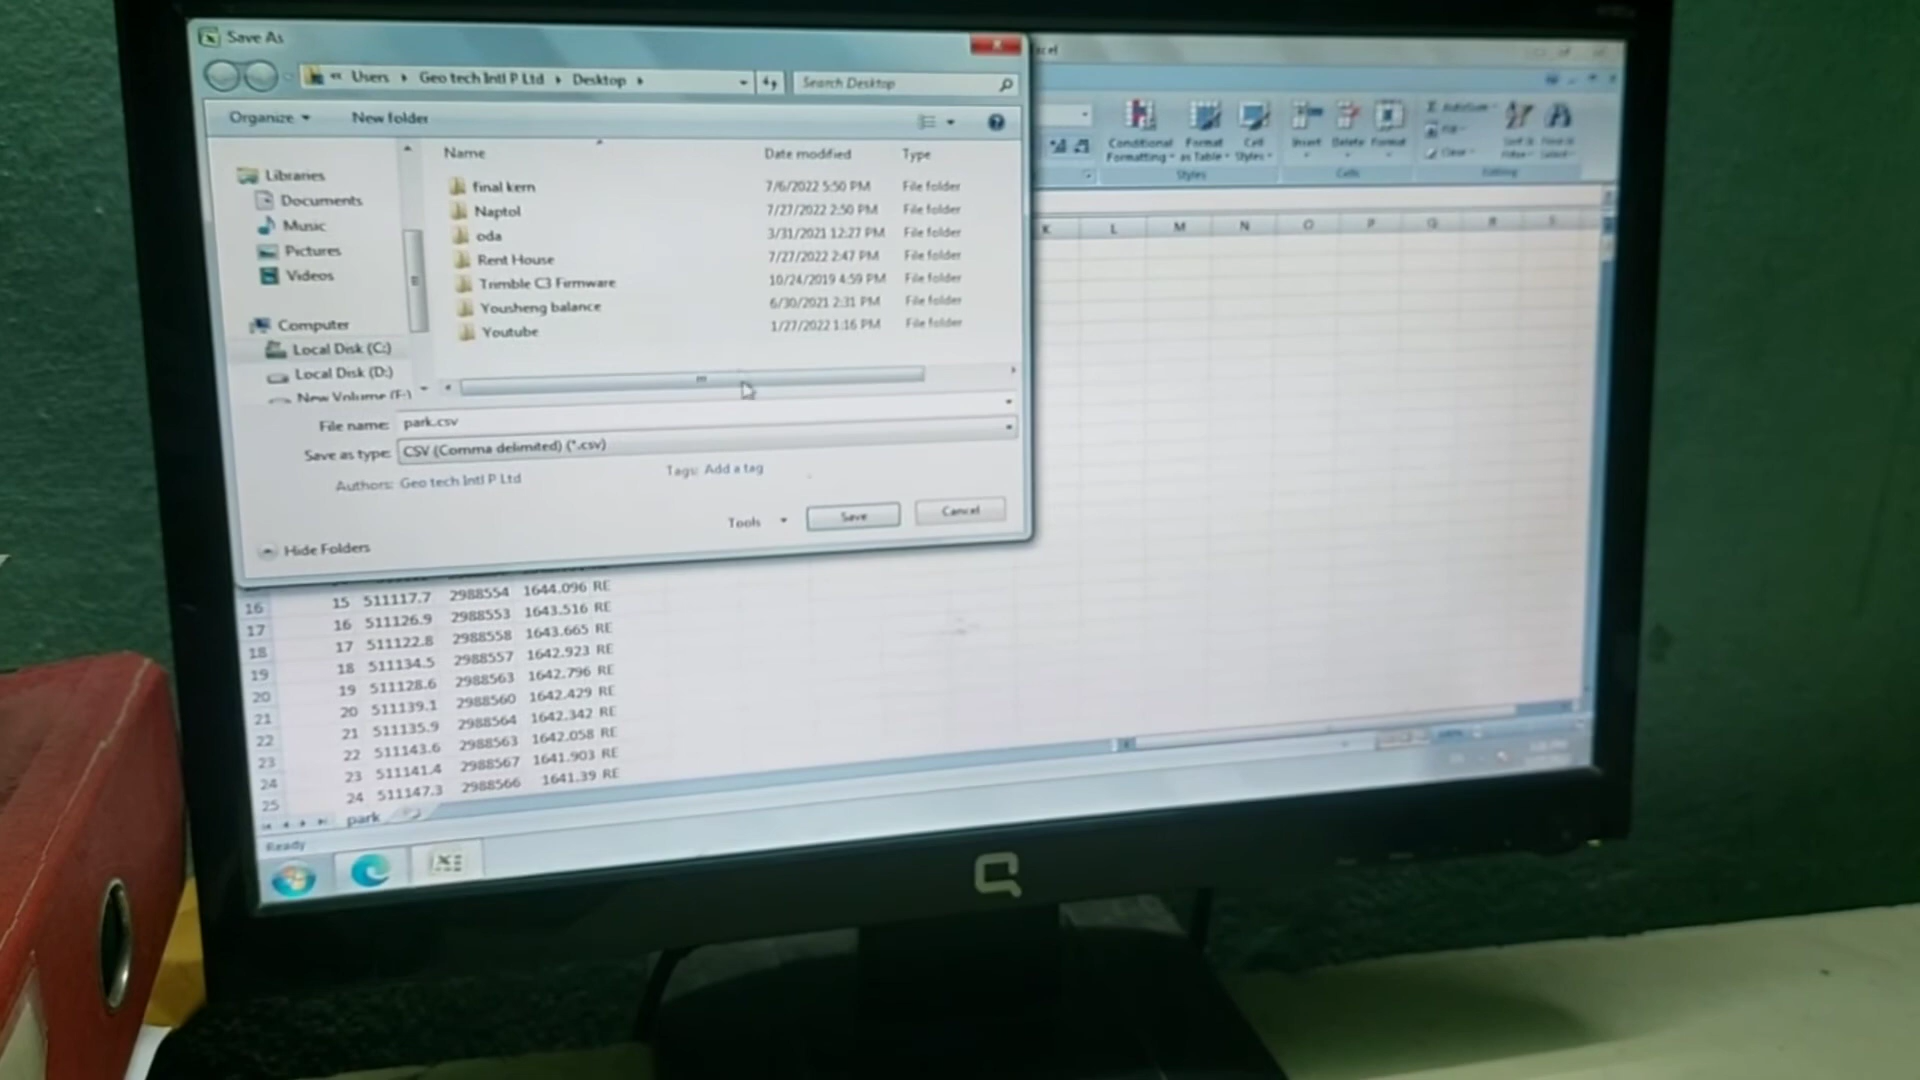 Save As
Users Geo tech Intl P Ltd Desktop
Search Desktop
Organize New folder
Name Date modified Type
Libraries
Documents
Music
Pictures
Videos
Computer
Local Disk (C:)
Local Disk (D:)
New Volume (F:)
final kern 7/6/2022 5:50 PM File folder
Naptol 7/27/2022 2:50 PM File folder
oda 3/31/2021 12:27 PM File folder
Rent House 7/27/2022 2:47 PM File folder
Trimble C3 Firmware 10/24/2019 4:59 PM File folder
Yousheng balance 6/30/2021 2:31 PM File folder
Youtube 1/27/2022 1:16 PM File folder
File name: park.csv
Save as type: CSV (Comma delimited) (*.csv)
Authors: Geo tech Intl P Ltd
Tags: Add a tag
Tools Save Cancel
Hide Folders
Conditional Formatting
Format as Table
Cell Styles
Insert Delete Format
AutoSum
Clear
Styles Cells Editing
K L M N O P Q R S
16 15 511117.7 2988554 1644.096 RE
17 16 511126.9 2988553 1643.516 RE
18 17 511122.8 2988558 1643.665 RE
19 18 511134.5 2988557 1642.923 RE
20 19 511128.6 2988563 1642.796 RE
21 20 511139.1 2988560 1642.429 RE
22 21 511135.9 2988564 1642.342 RE
23 22 511143.6 2988563 1642.058 RE
24 23 511141.4 2988567 1641.903 RE
25 24 511147.3 2988566 1641.39 RE
park
Ready